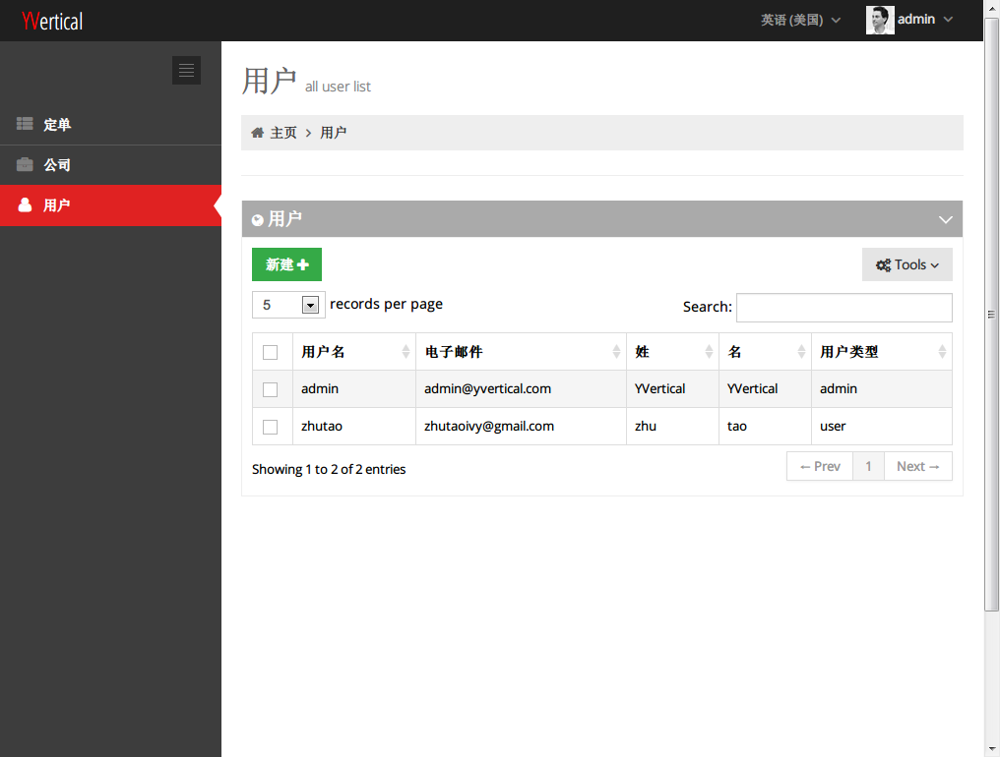 YVertical
英语 (美国)
admin
定单
公司
用户
用户 all user list
主页 > 用户
用户
新建
Tools
5 records per page
Search:
用户名 电子邮件 姓 名 用户类型
admin admin@yvertical.com YVertical YVertical admin
zhutao zhutaoivy@gmail.com zhu tao user
Showing 1 to 2 of 2 entries
← Prev 1 Next →